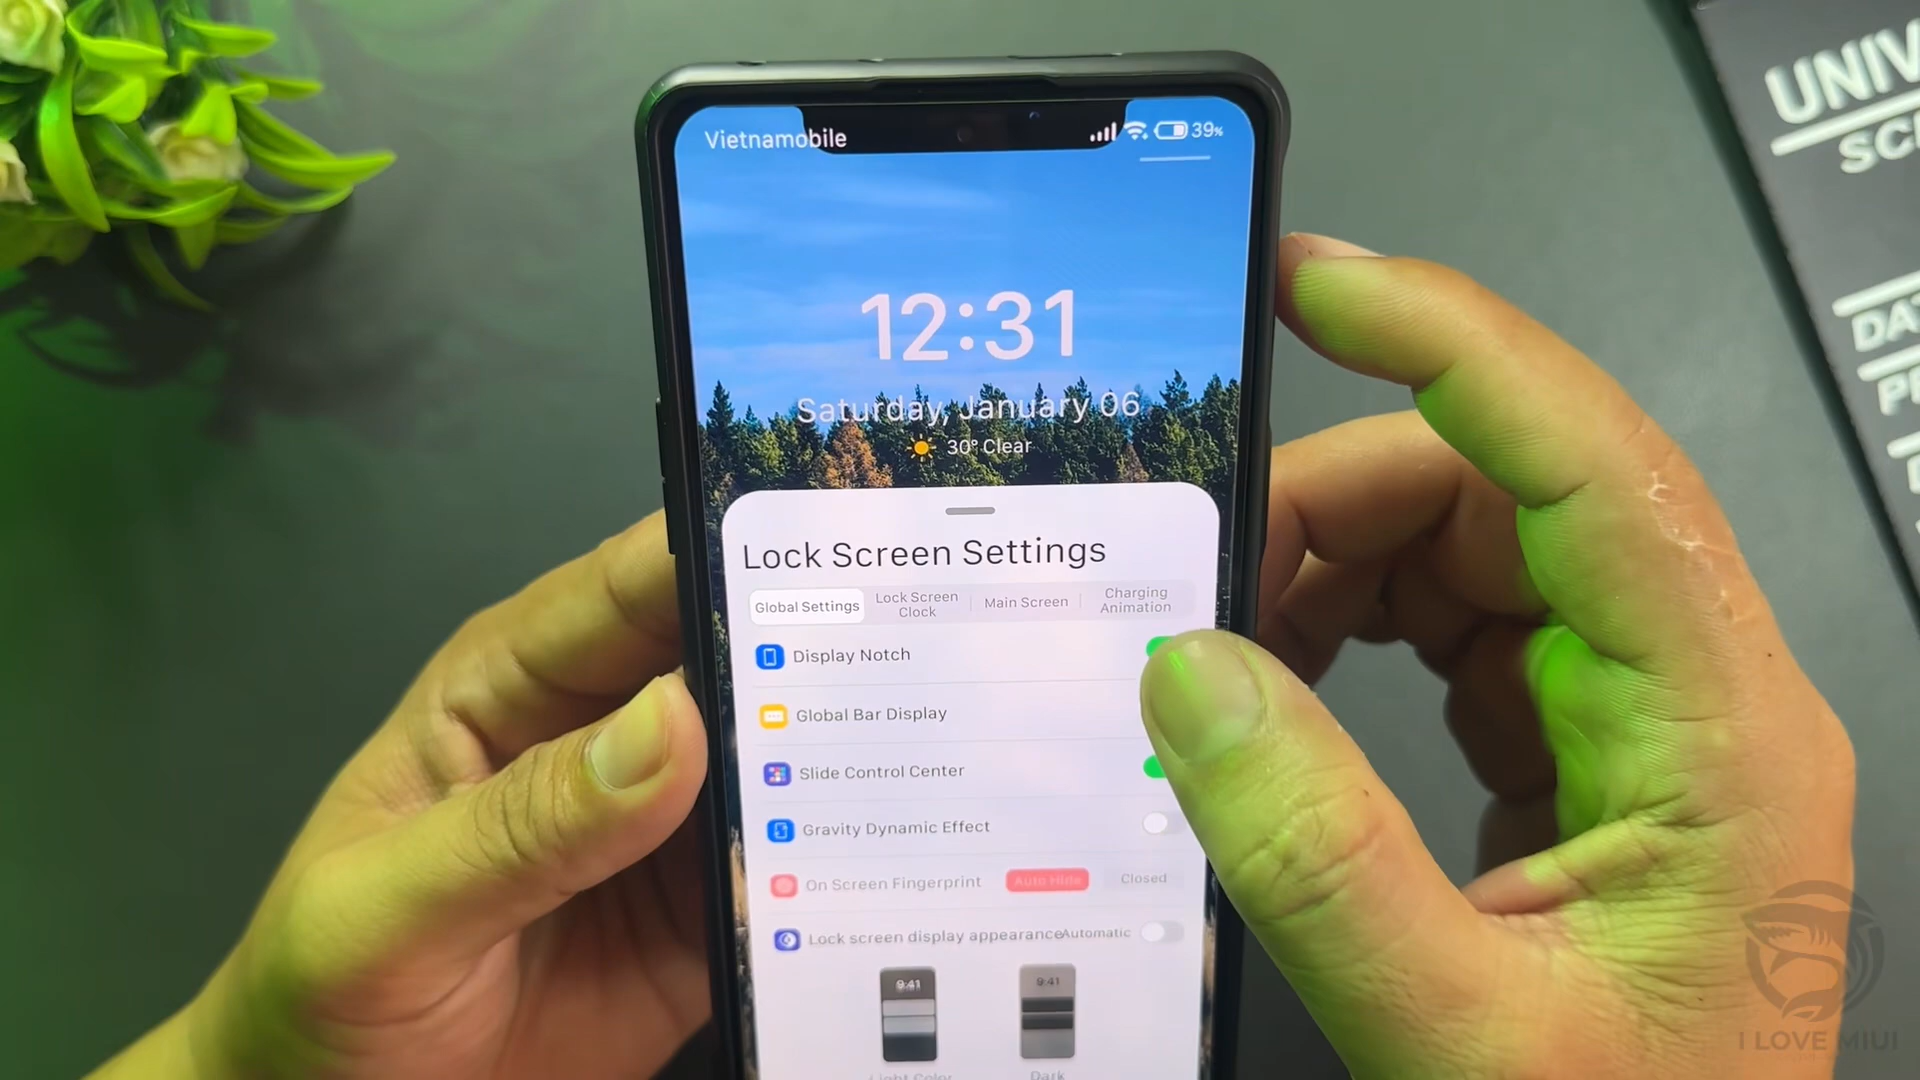 Vietnamobile
39%
12:31
Saturday, January 06
30° Clear
Lock Screen Settings
Global Settings
Lock Screen
Clock
Main Screen
Charging
Animation
Display Notch
Global Bar Display
Slide Control Center
Gravity Dynamic Effect
On Screen Fingerprint
Auto Hide
Closed
Lock screen display appearance
Automatic
9:41
9:41
Light Color
Dark
UNIV
SC
DAT
I LOVE MIUI